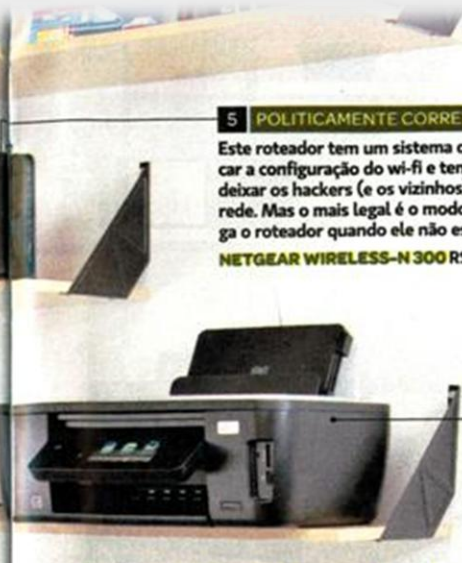 5 POLITICAMENTE CORRE
Este roteador tem um sistema
car a configuração do wi-fi e ten
deixar os hackers (e os vizinhos
rede. Mas o mais legal é o modo
ga o roteador quando ele não es
NETGEAR WIRELESS-N 300 R$